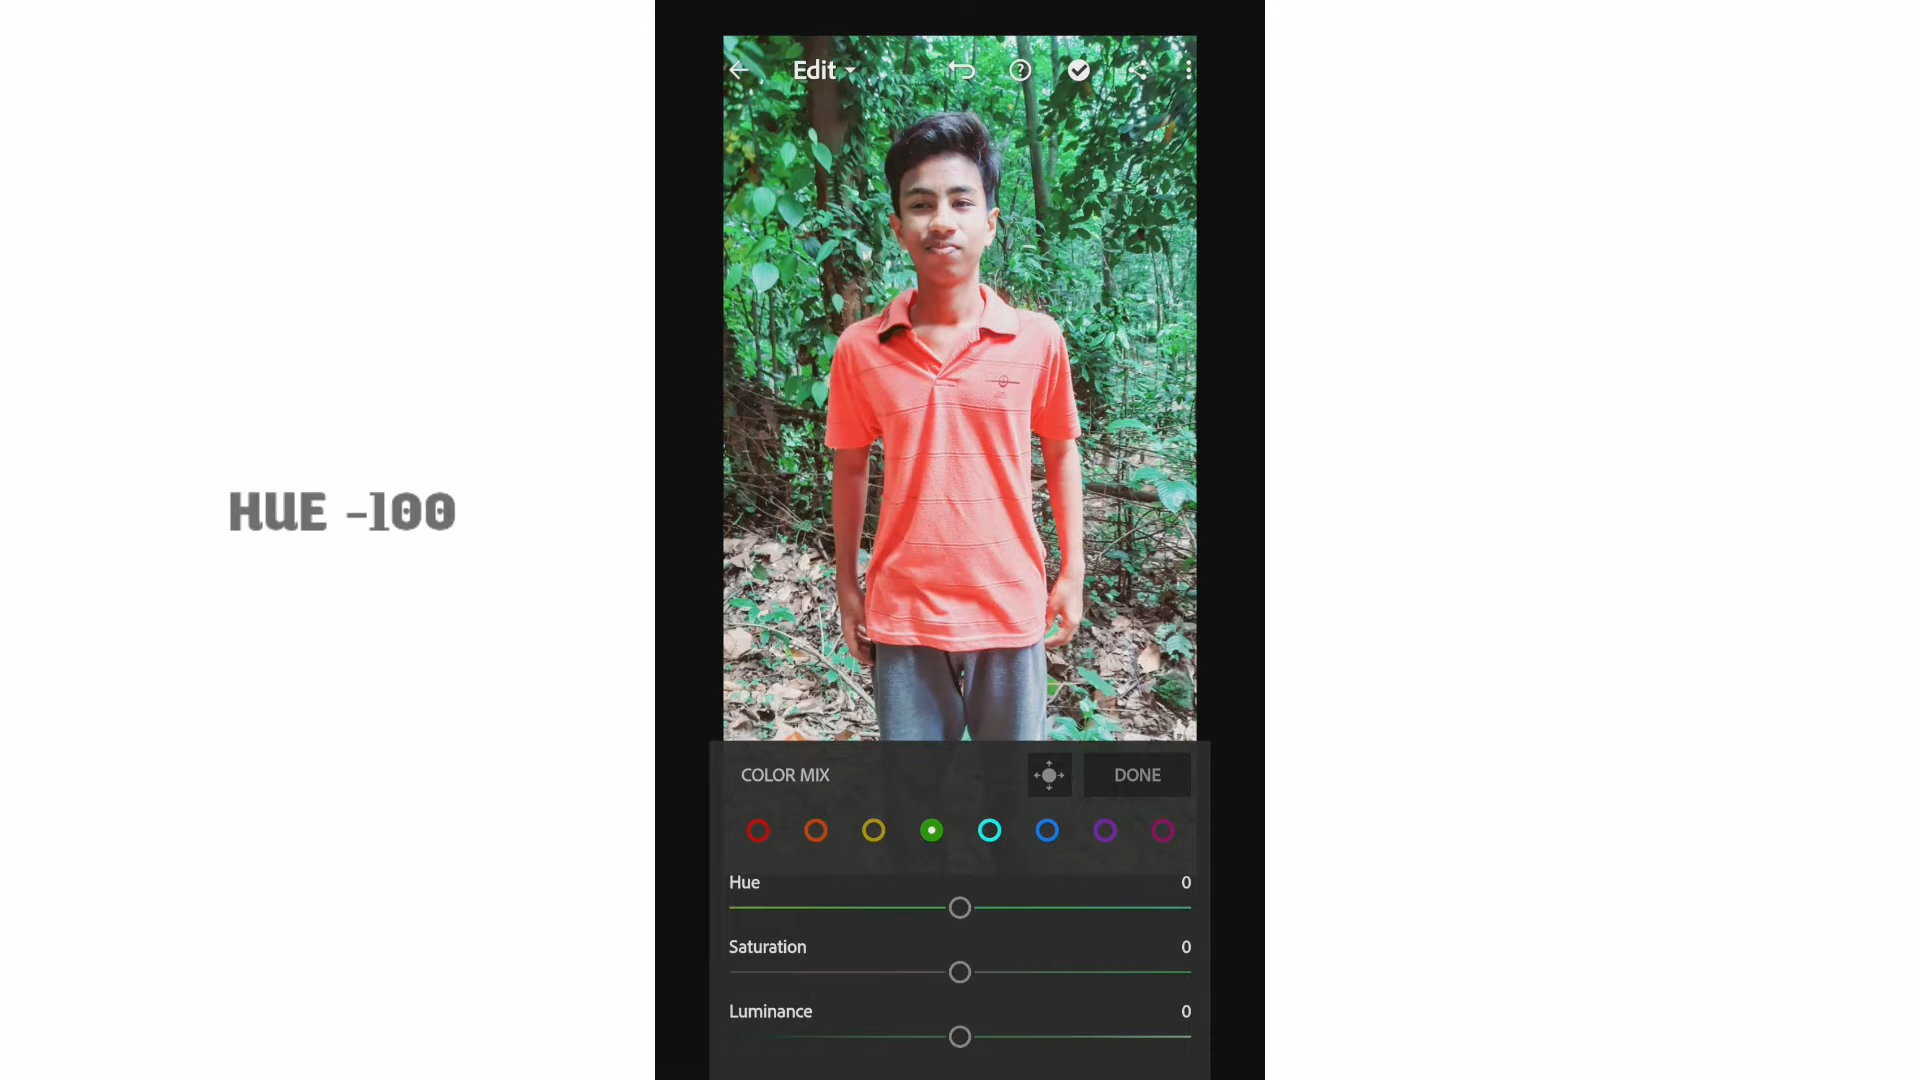 Edit
HUE -100
COLOR MIX
DONE
Hue 0
Saturation 0
Luminance 0